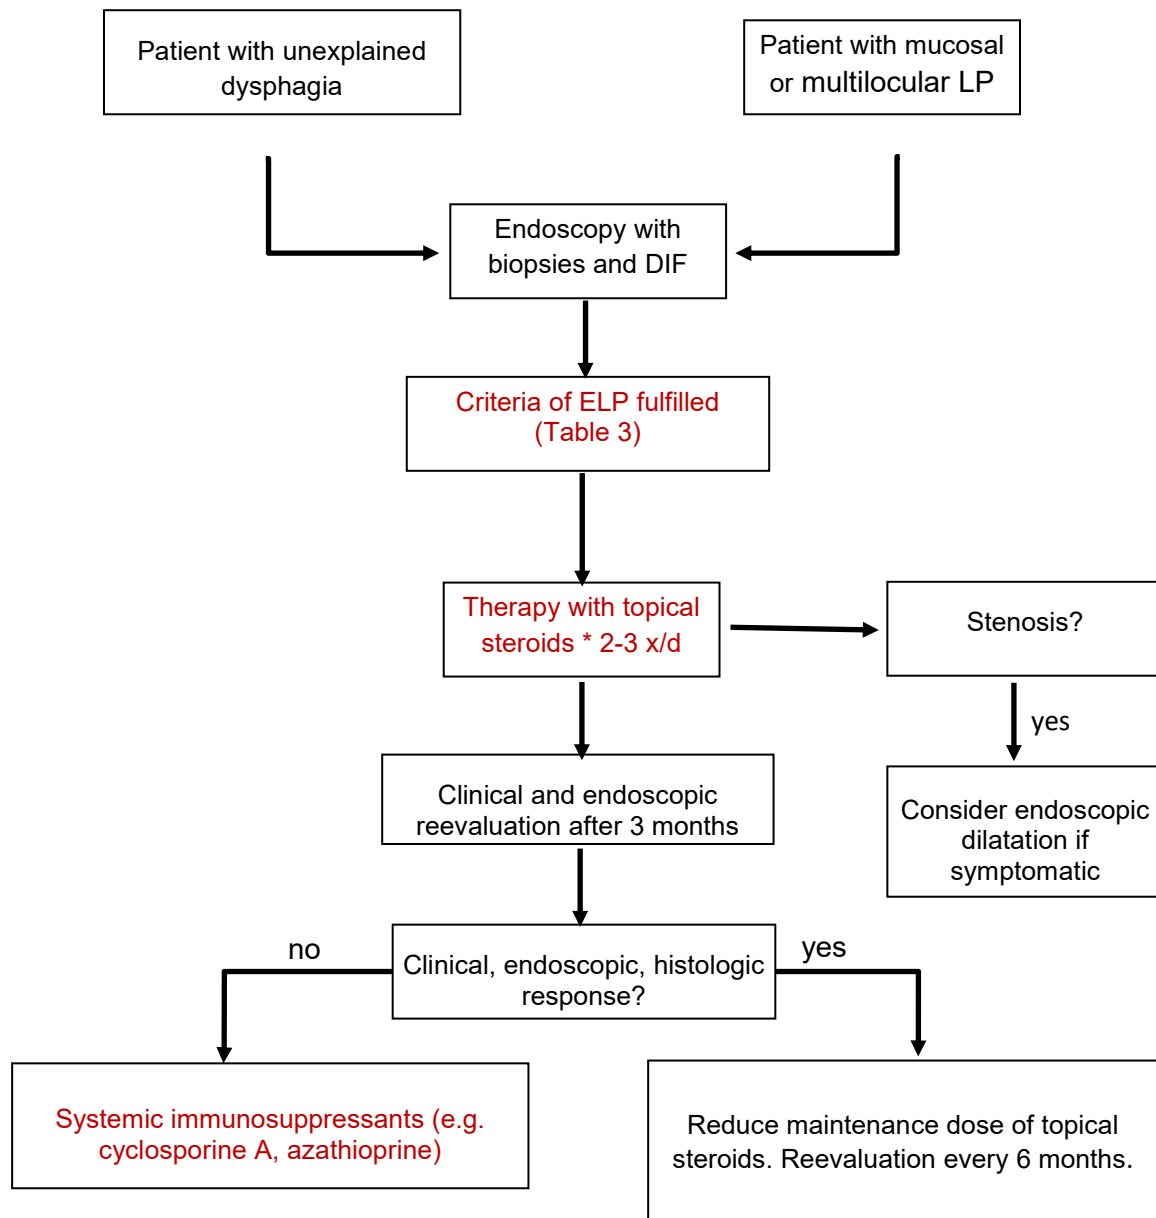 Patient with unexplained
dysphagia
Patient with mucosal
or multilocular LP
Endoscopy with
biopsies and DIF
Criteria of ELP fulfilled
(Table 3)
Therapy with topical
steroids * 2-3 x/d
Stenosis?
yes
Clinical and endoscopic
reevaluation after 3 months
Consider endoscopic
dilatation if
symptomatic
no
Clinical, endoscopic, histologic
response?
yes
Systemic immunosuppressants (e.g.
cyclosporine A, azathioprine)
Reduce maintenance dose of topical
steroids. Reevaluation every 6 months.